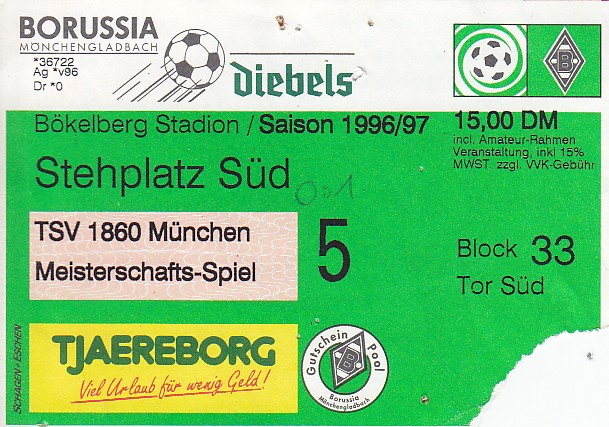 BORUSSIA
MÖNCHENGLADBACH
*36722
Ag *v96
Dr *0
Diebels
B
Bökelberg Stadion / Saison 1996/97
15,00 DM
incl. Amateur-Rahmen
Veranstaltung, inkl 15%
MWST zzgl. VVK-Gebühr
Stehplatz Süd
0:1
TSV 1860 München
Meisterschafts-Spiel
5
Block 33
Tor Süd
SCHAGEN+ESCHEN
TJAEREBORG
Viel Urlaub für wenig Geld!
Gutschein Pool
B
Borussia
Mönchengladbach